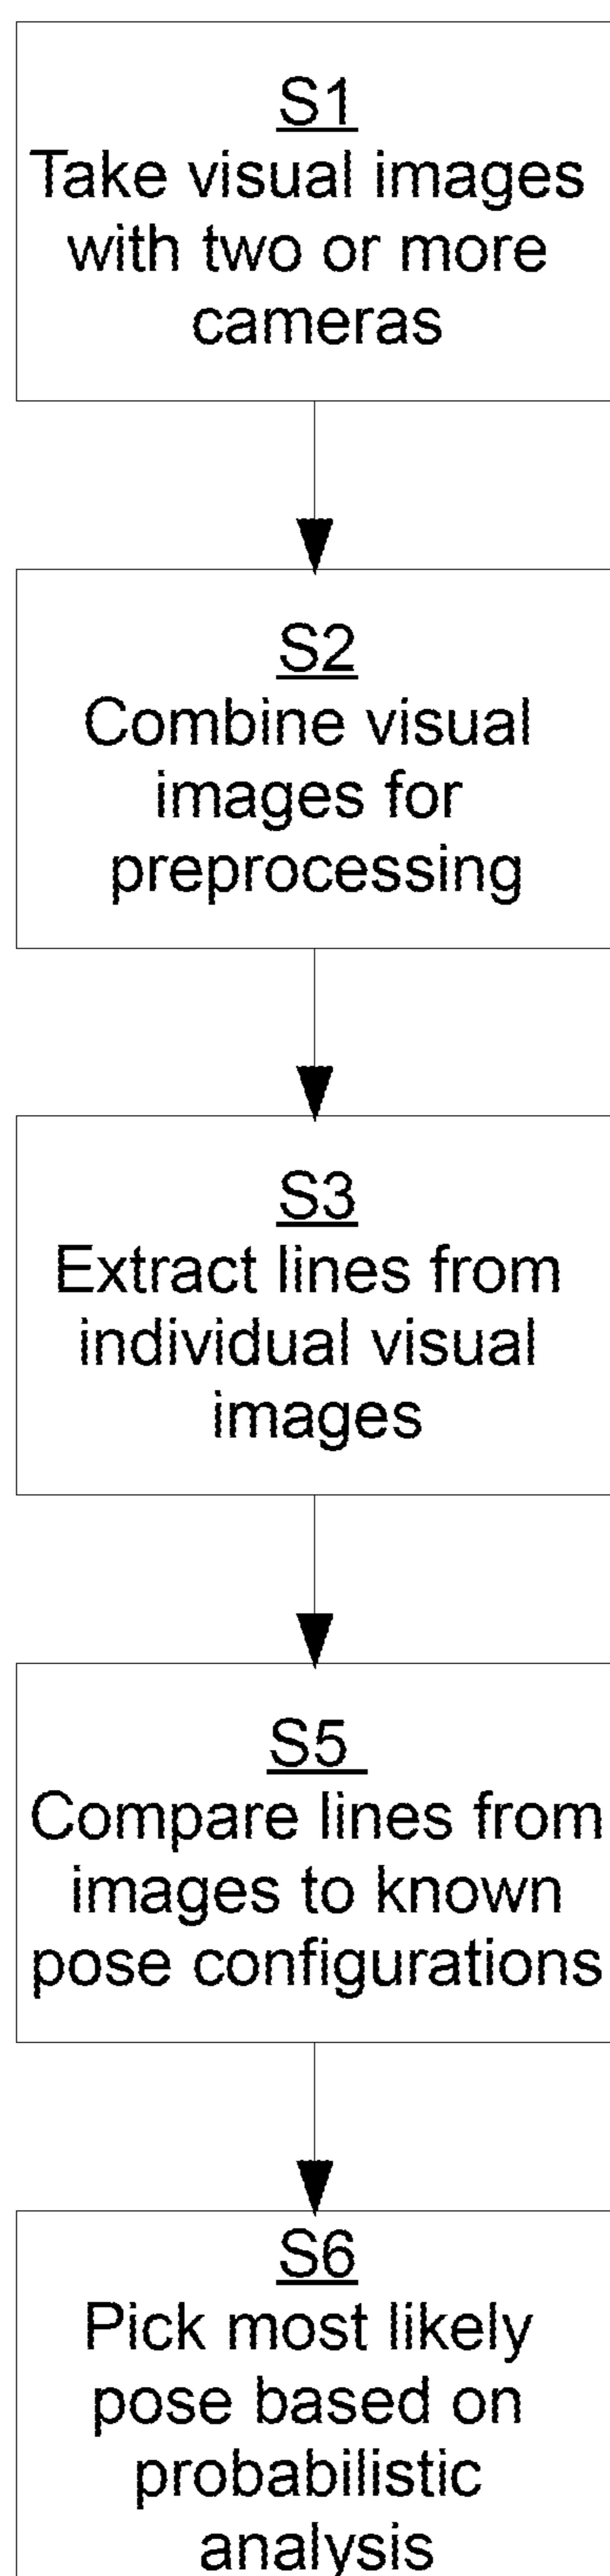 S1
Take visual images
with two or more
cameras
S2
Combine visual
images for
preprocessing
S3
Extract lines from
individual visual
images
S5
Compare lines from
images to known
pose configurations
S6
Pick most likely
pose based on
probabilistic
analysis